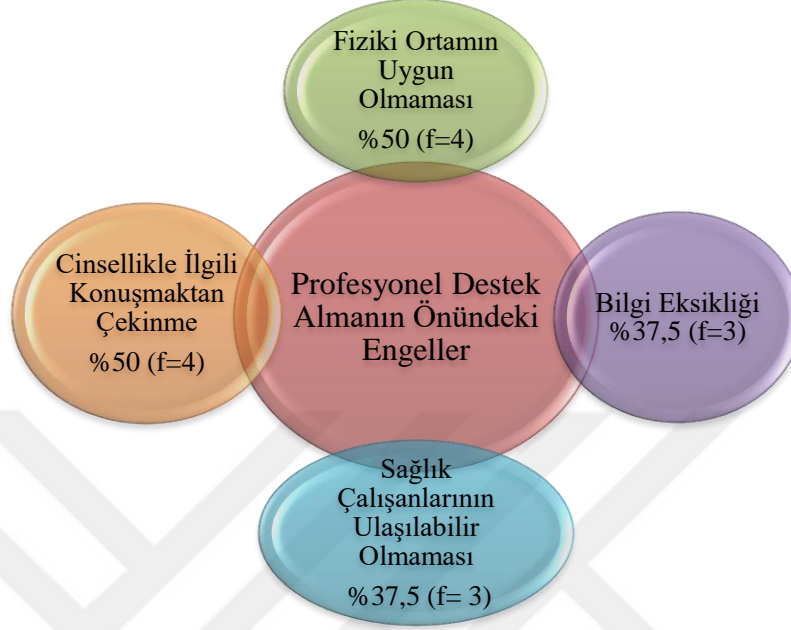 Fiziki Ortamın
Uygun
Olmaması
%50 (f=4)
Cinsellikle İlgili
Konuşmaktan
Çekinme
%50 (f=4)
Profesyonel Destek
Almanın Önündeki
Engeller
Bilgi Eksikliği
%37,5 (f=3)
Sağlık
Çalışanlarının
Ulaşılabilir
Olmaması
%37,5 (f= 3)